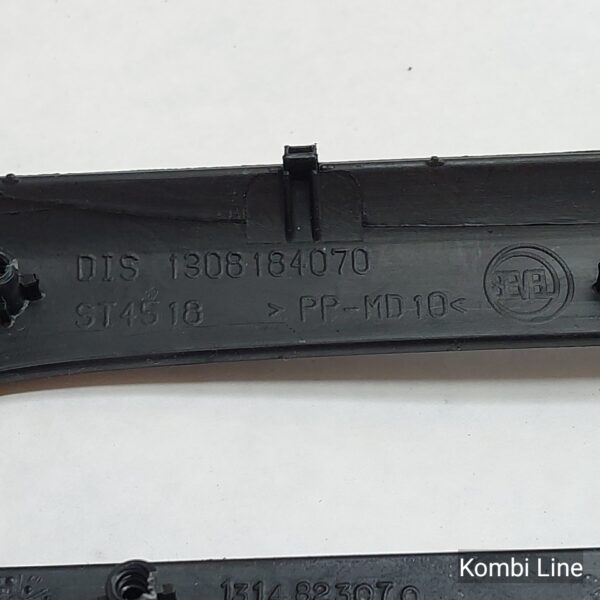 DIS 1308184070
ST4518 >PP-MD10<
1314823070
Kombi Line